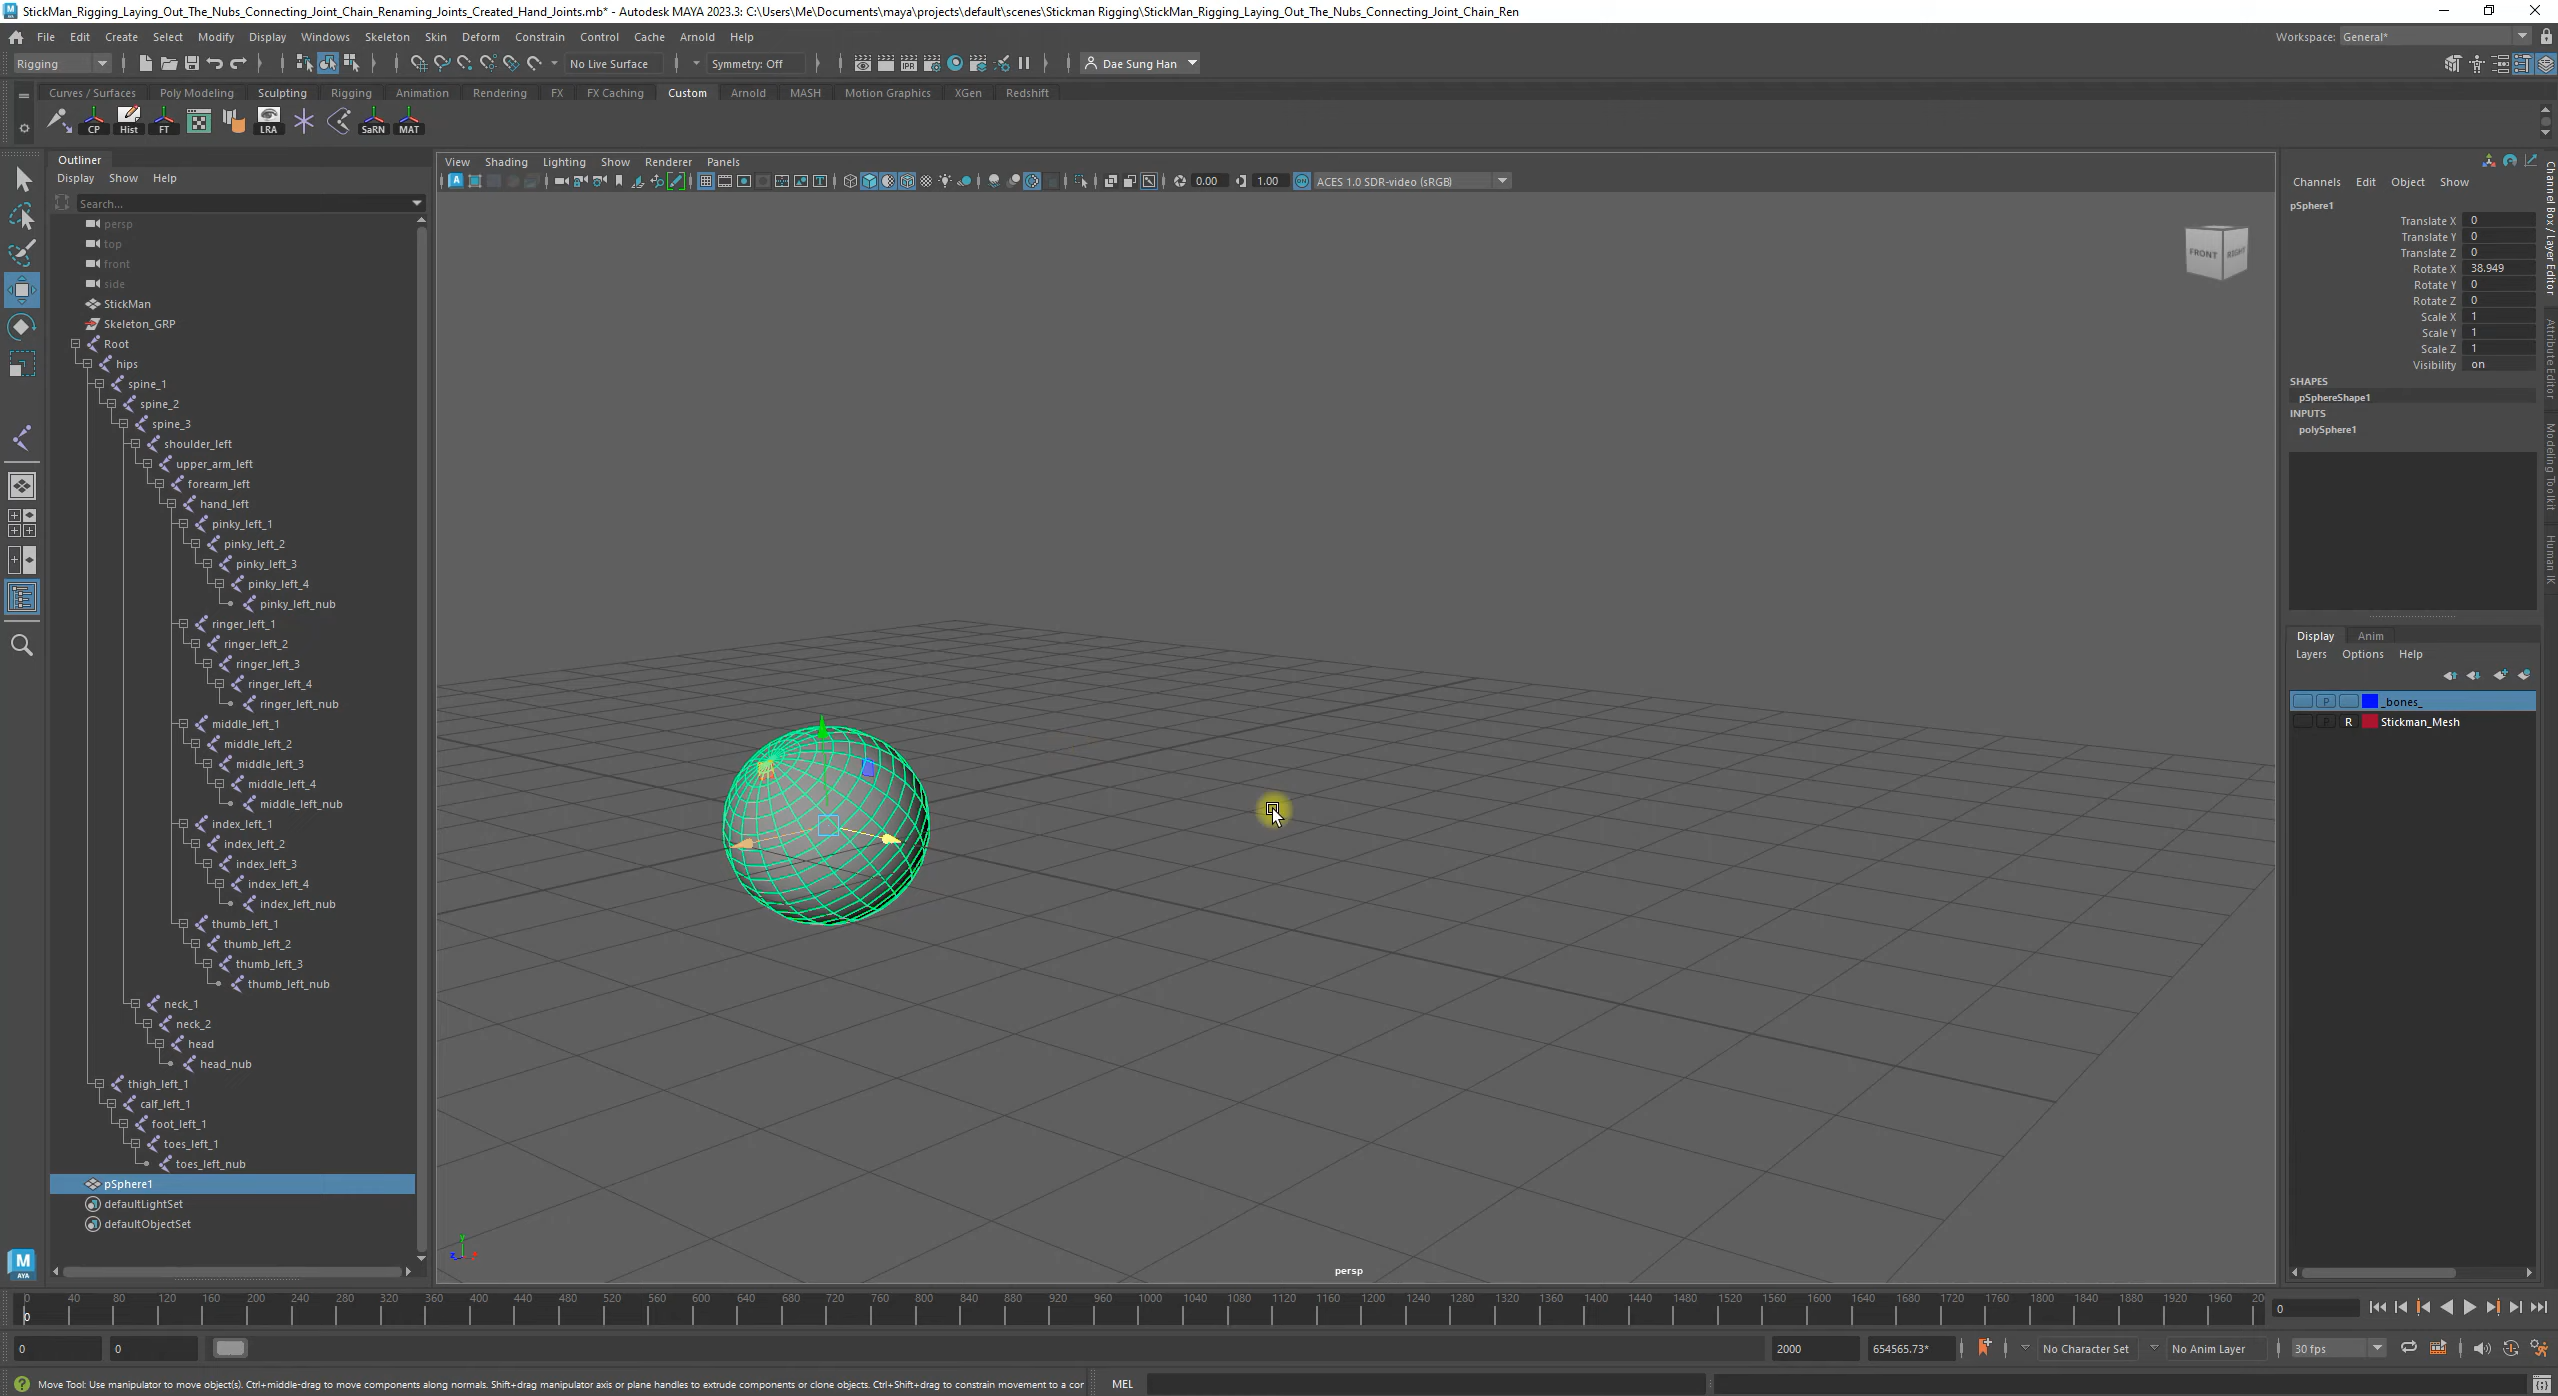 StickMan_Rigging_Laying_Out_The_Nubs_Connecting_Joint_Chain_Renaming_Joints_Created_Hand_Joints.mb* - Autodesk MAYA 2023.3: C:\Users\Me\Documents\maya\projects\default\scenes\Stickman Rigging\StickMan_Rigging_Laying_Out_The_Nubs_Connecting_Joint_Chain_Ren
File Edit Create Select Modify Display Windows Skeleton Skin Deform Constrain Control Cache Arnold Help
Workspace: General*
Rigging
No Live Surface
Symmetry: Off
IPR
Dae Sung Han
Curves / Surfaces Poly Modeling Sculpting Rigging Animation Rendering FX FX Caching Custom Arnold MASH Motion Graphics XGen Redshift
CP Hist FT LRA SaRN MAT
Outliner
Display Show Help
Search...
persp
top
front
side
StickMan
Skeleton_GRP
Root
hips
spine_1
spine_2
spine_3
shoulder_left
upper_arm_left
forearm_left
hand_left
pinky_left_1
pinky_left_2
pinky_left_3
pinky_left_4
pinky_left_nub
ringer_left_1
ringer_left_2
ringer_left_3
ringer_left_4
ringer_left_nub
middle_left_1
middle_left_2
middle_left_3
middle_left_4
middle_left_nub
index_left_1
index_left_2
index_left_3
index_left_4
index_left_nub
thumb_left_1
thumb_left_2
thumb_left_3
thumb_left_nub
neck_1
neck_2
head
head_nub
thigh_left_1
calf_left_1
foot_left_1
toes_left_1
toes_left_nub
pSphere1
defaultLightSet
defaultObjectSet
View Shading Lighting Show Renderer Panels
0.00 1.00 ACES 1.0 SDR-video (sRGB)
FRONT RIGHT
persp
Channels Edit Object Show
pSphere1
Translate X 0
Translate Y 0
Translate Z 0
Rotate X 38.949
Rotate Y 0
Rotate Z 0
Scale X 1
Scale Y 1
Scale Z 1
Visibility on
SHAPES
pSphereShape1
INPUTS
polySphere1
Channel Box / Layer Editor
Attribute Editor
Modeling Toolkit
Human IK
Display Anim
Layers Options Help
P _bones_
P R Stickman_Mesh
0 40 80 120 160 200 240 280 320 360 400 440 480 520 560 600 640 680 720 760 800 840 880 920 960 1000 1040 1080 1120 1160 1200 1240 1280 1320 1360 1400 1440 1480 1520 1560 1600 1640 1680 1720 1760 1800 1840 1880 1920 1960 20
0
0
0 0 2000 654565.73* No Character Set No Anim Layer 30 fps
M
AYA
Move Tool: Use manipulator to move object(s). Ctrl+middle-drag to move components along normals. Shift+drag manipulator axis or plane handles to extrude components or clone objects. Ctrl+Shift+drag to constrain movement to a cor
MEL